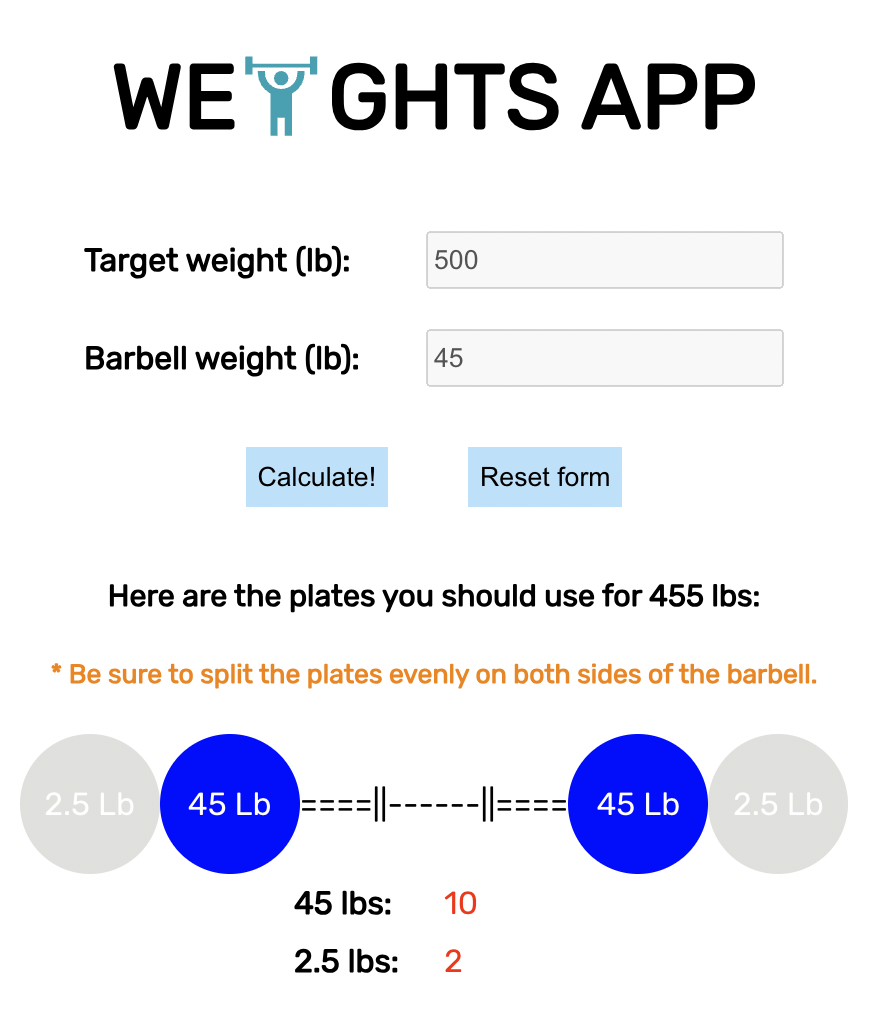 WEIGHTS APP
Target weight (lb): 500
Barbell weight (lb): 45
Calculate! Reset form
Here are the plates you should use for 455 lbs:
* Be sure to split the plates evenly on both sides of the barbell.
2.5 Lb 45 Lb ====||------||==== 45 Lb 2.5 Lb
45 lbs: 10
2.5 lbs: 2